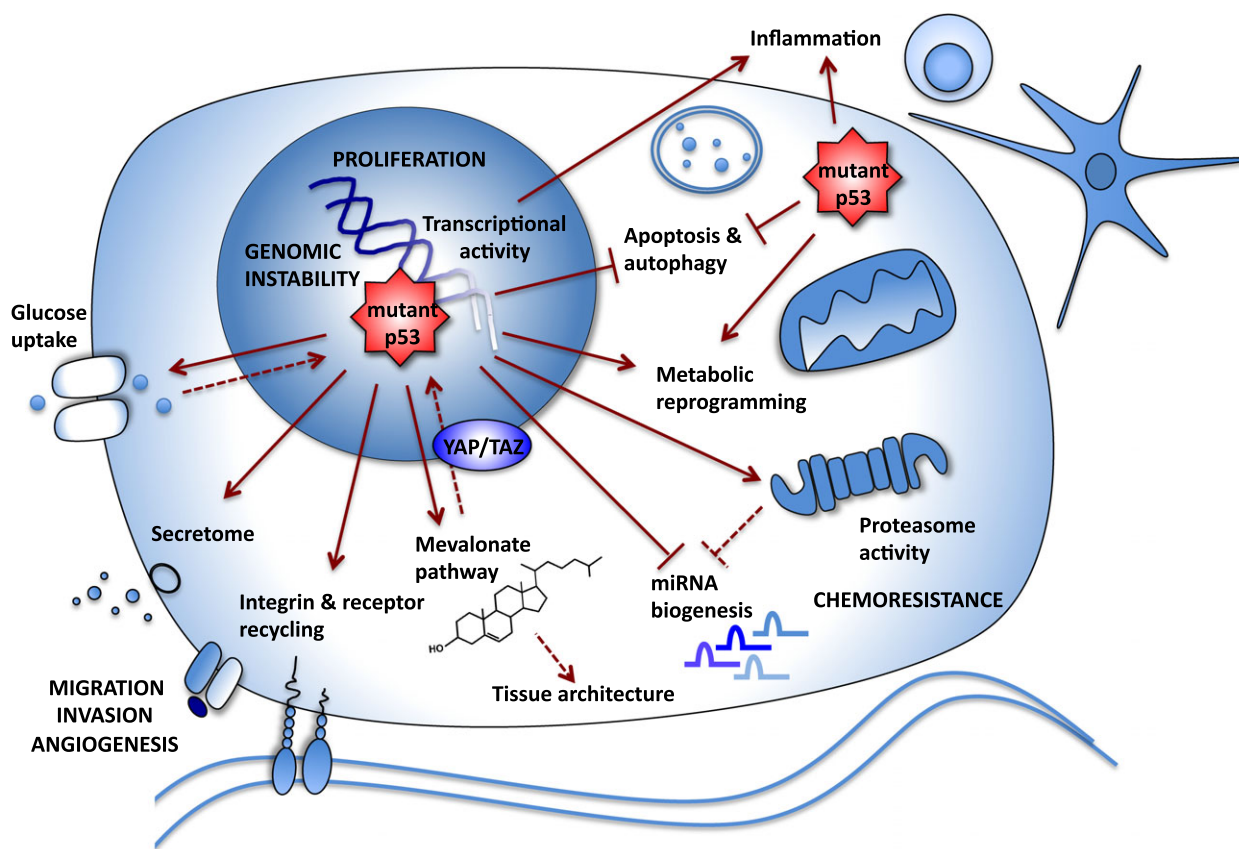 Inflammation
PROLIFERATION
mutant
p53
Transcriptional
activity
GENOMIC
INSTABILITY
Apoptosis &
autophagy
mutant
p53
Glucose
uptake
Metabolic
reprogramming
YAP/TAZ
Secretome
Mevalonate
pathway
Proteasome
activity
Integrin & receptor
recycling
miRNA
biogenesis
CHEMORESISTANCE
HO
Tissue architecture
MIGRATION
INVASION
ANGIOGENESIS